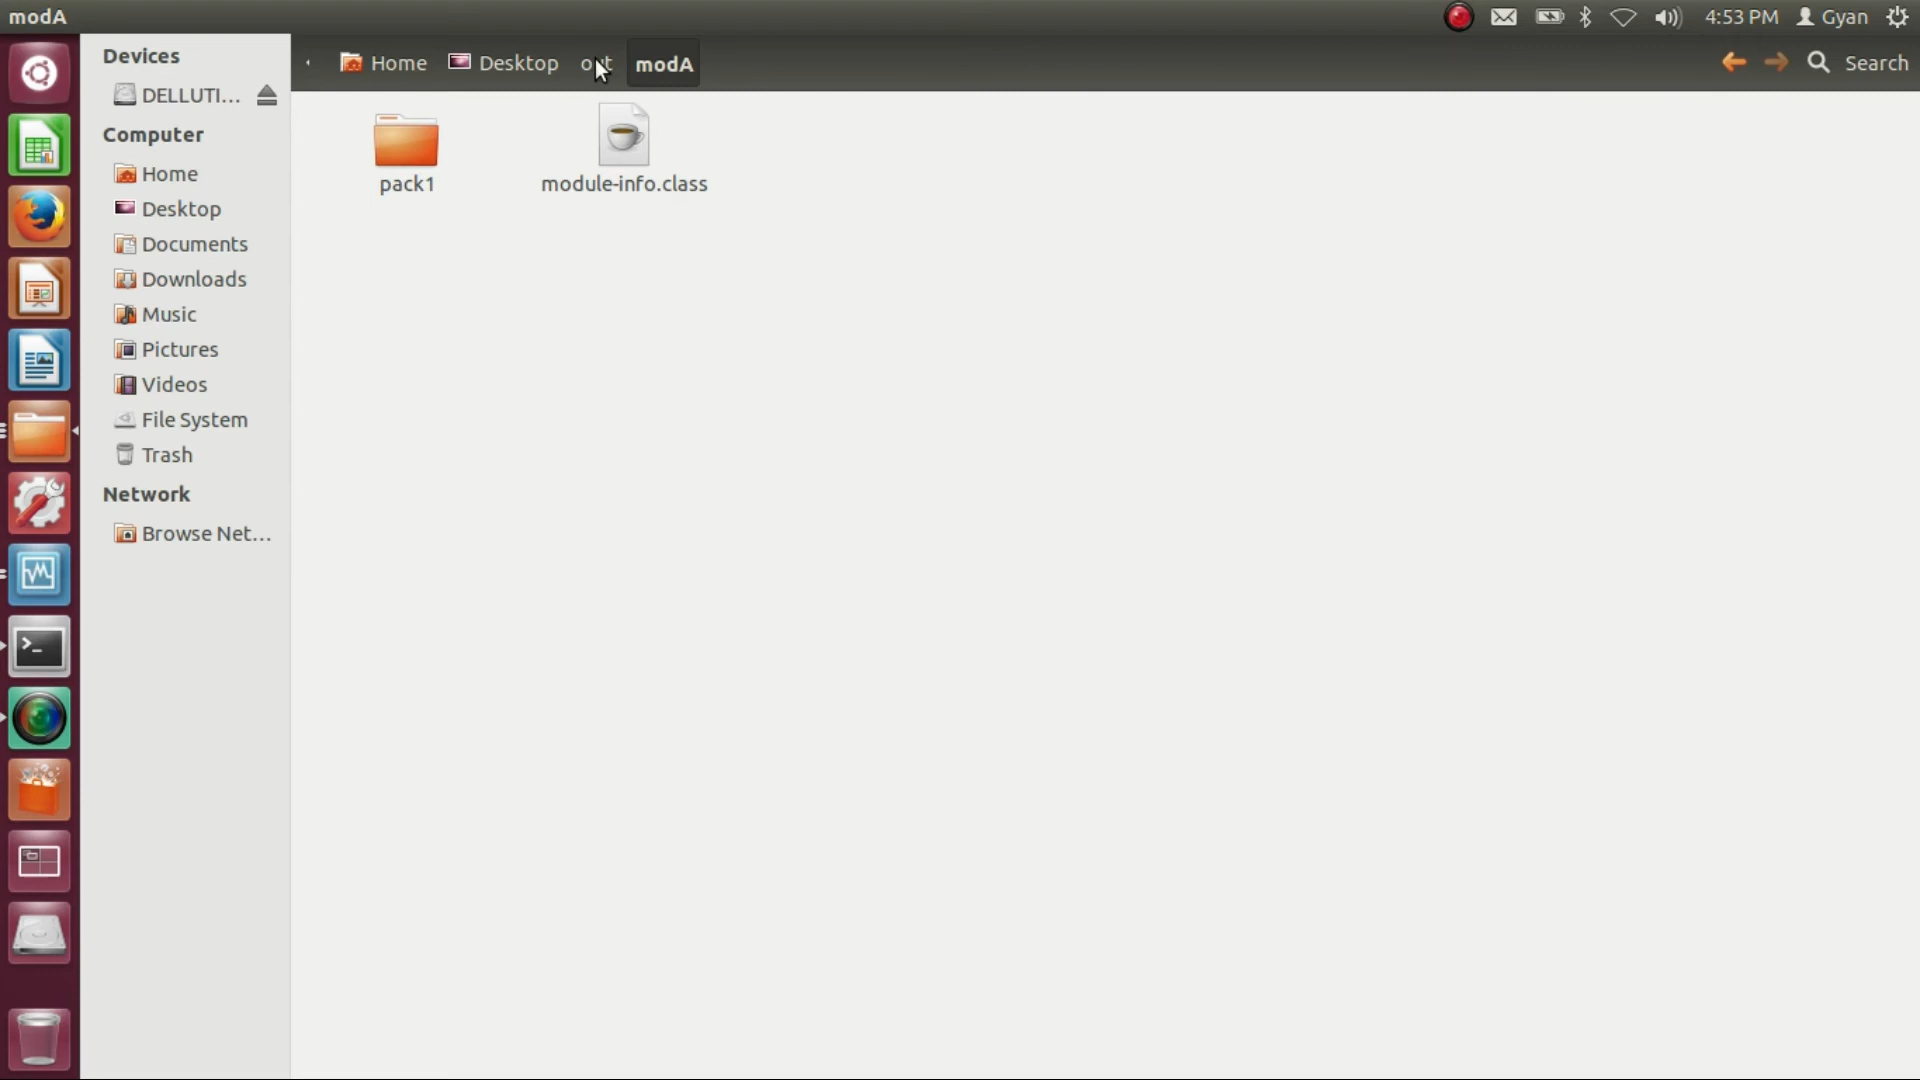 modA
4:53 PM Gyan
Devices
DELLUTI...
Computer
Home
Desktop
Documents
Downloads
Music
Pictures
Videos
File System
Trash
Network
Browse Net...
Home Desktop out modA
Search
pack1
module-info.class